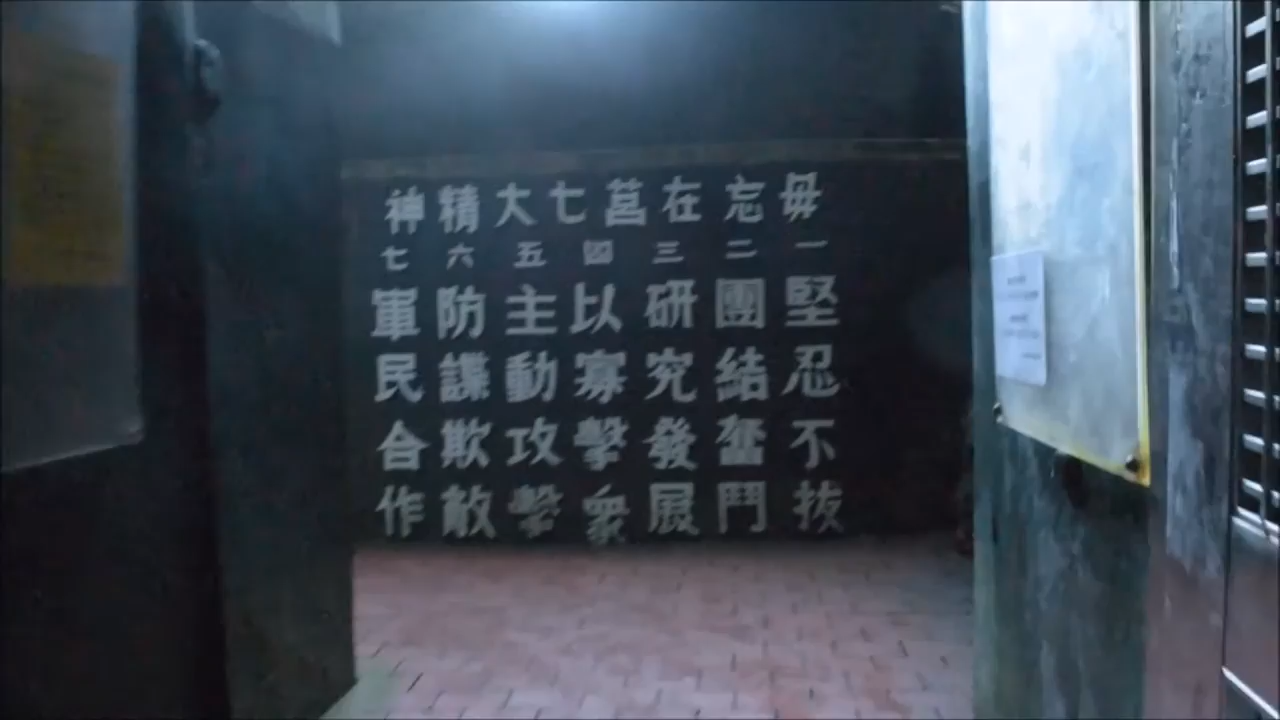 毋忘在莒七大精神
一 堅忍不拔
二 團結奮鬥
三 研究發展
四 以寡擊眾
五 主動攻擊
六 防諜欺敵
七 軍民合作